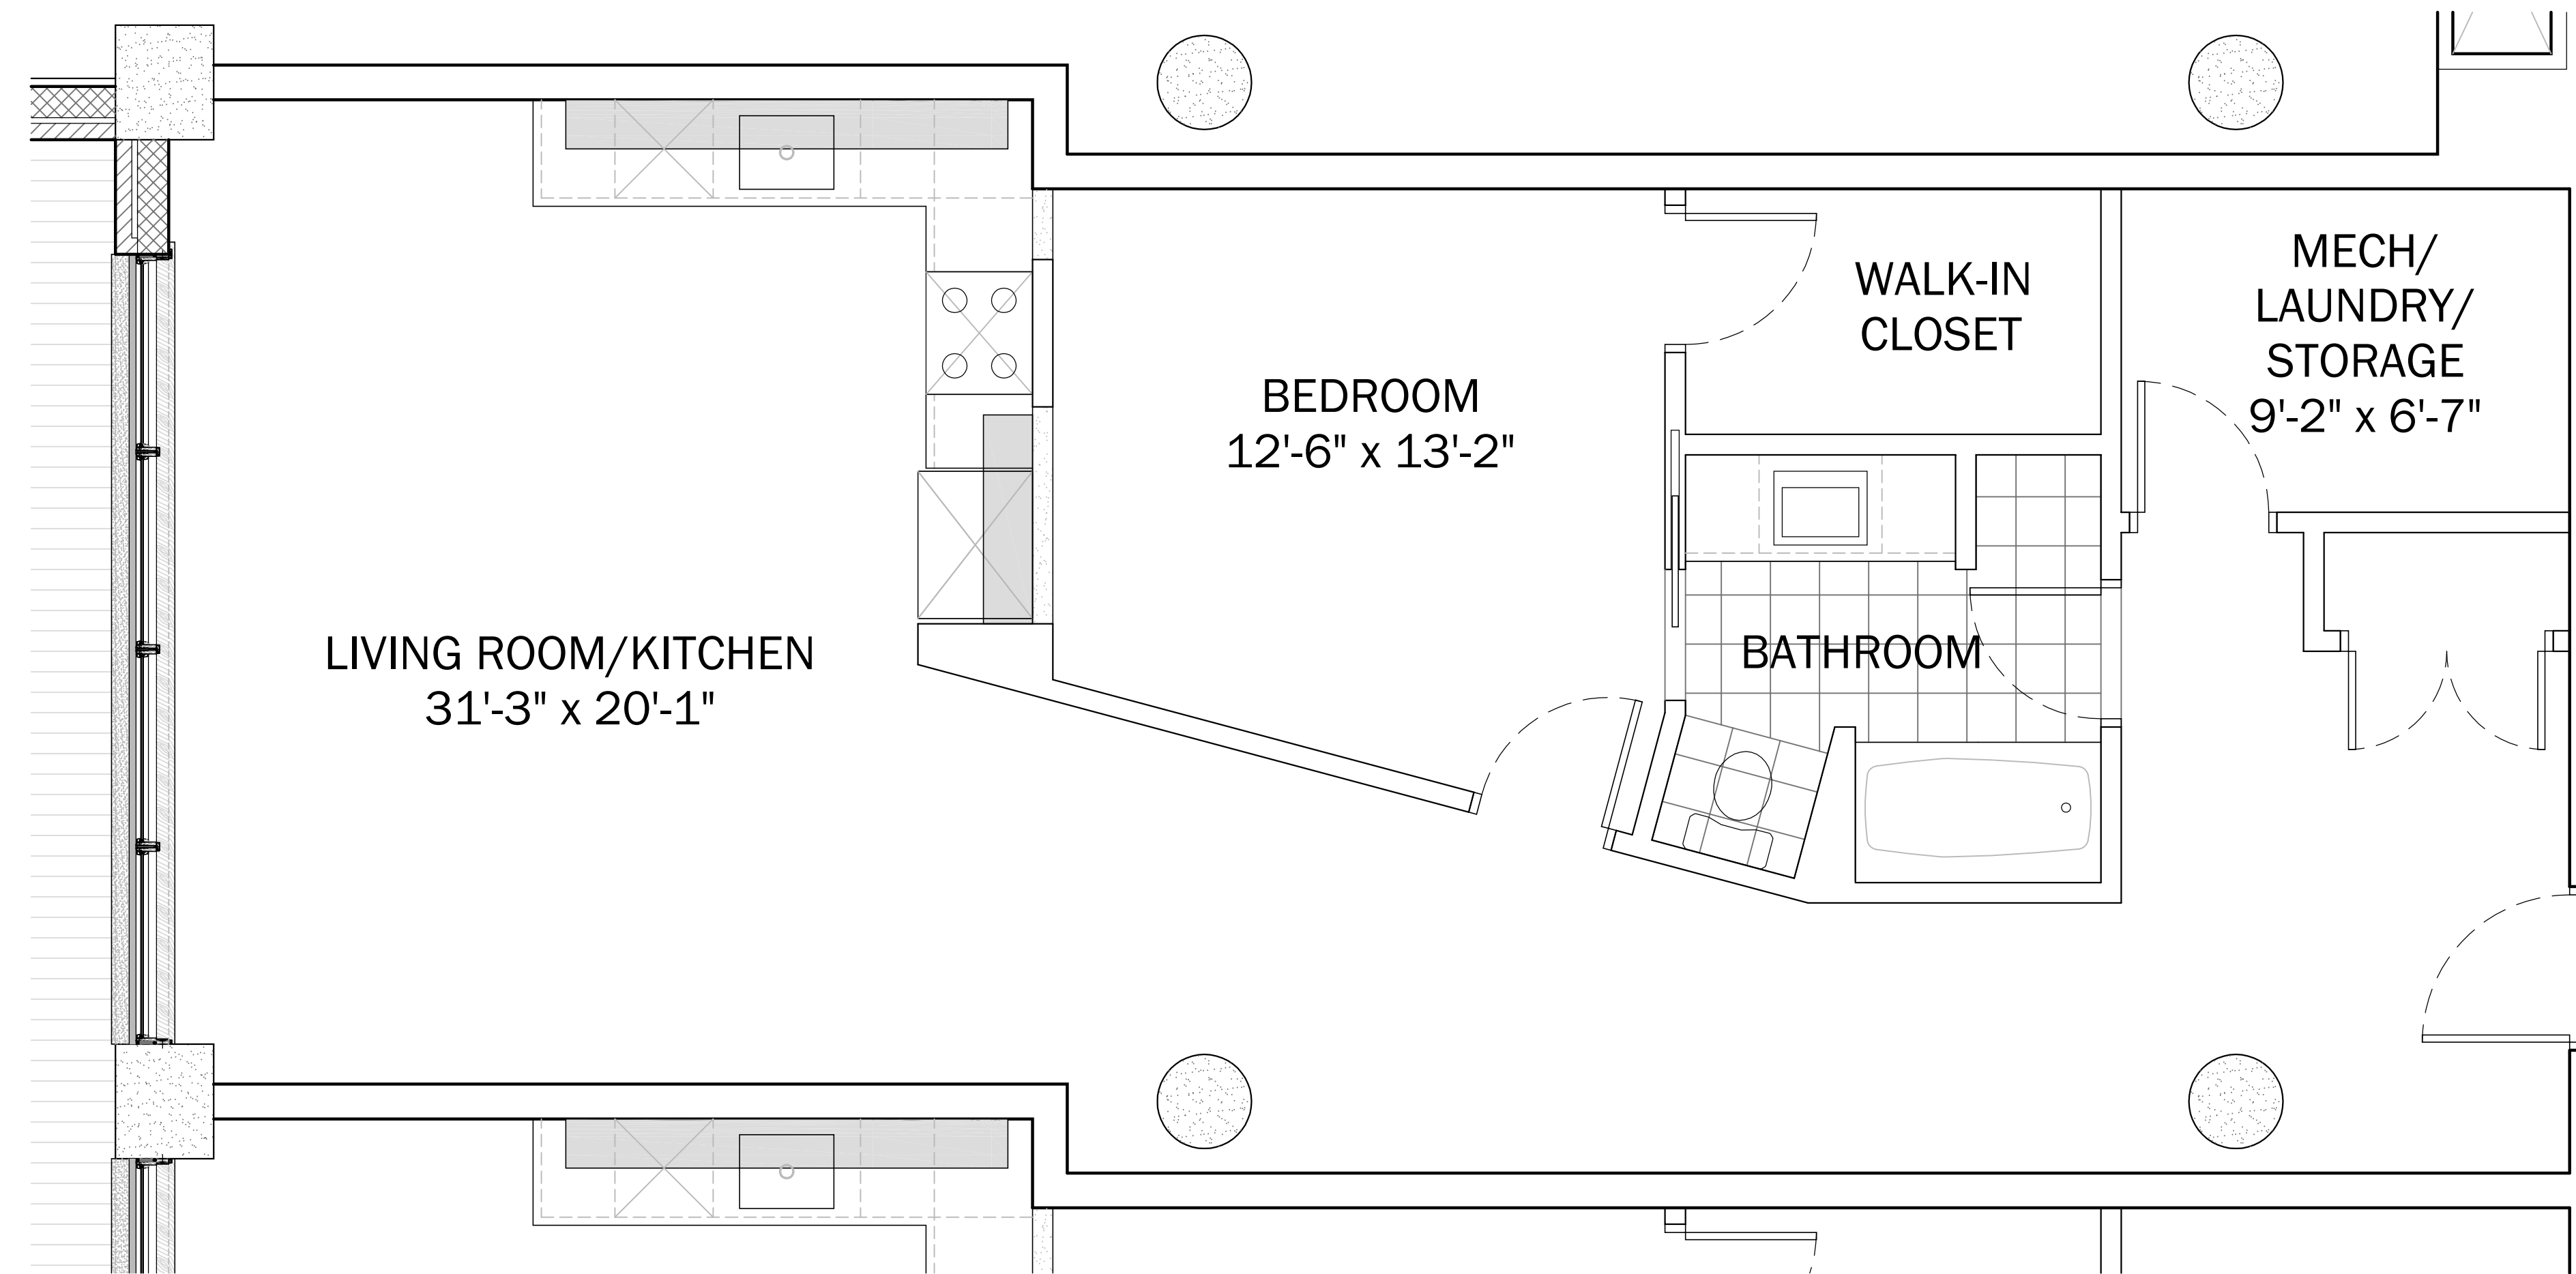 LIVING ROOM/KITCHEN
31'-3" x 20'-1"
BEDROOM
12'-6" x 13'-2"
WALK-IN
CLOSET
BATHROOM
MECH/
LAUNDRY/
STORAGE
9'-2" x 6'-7"